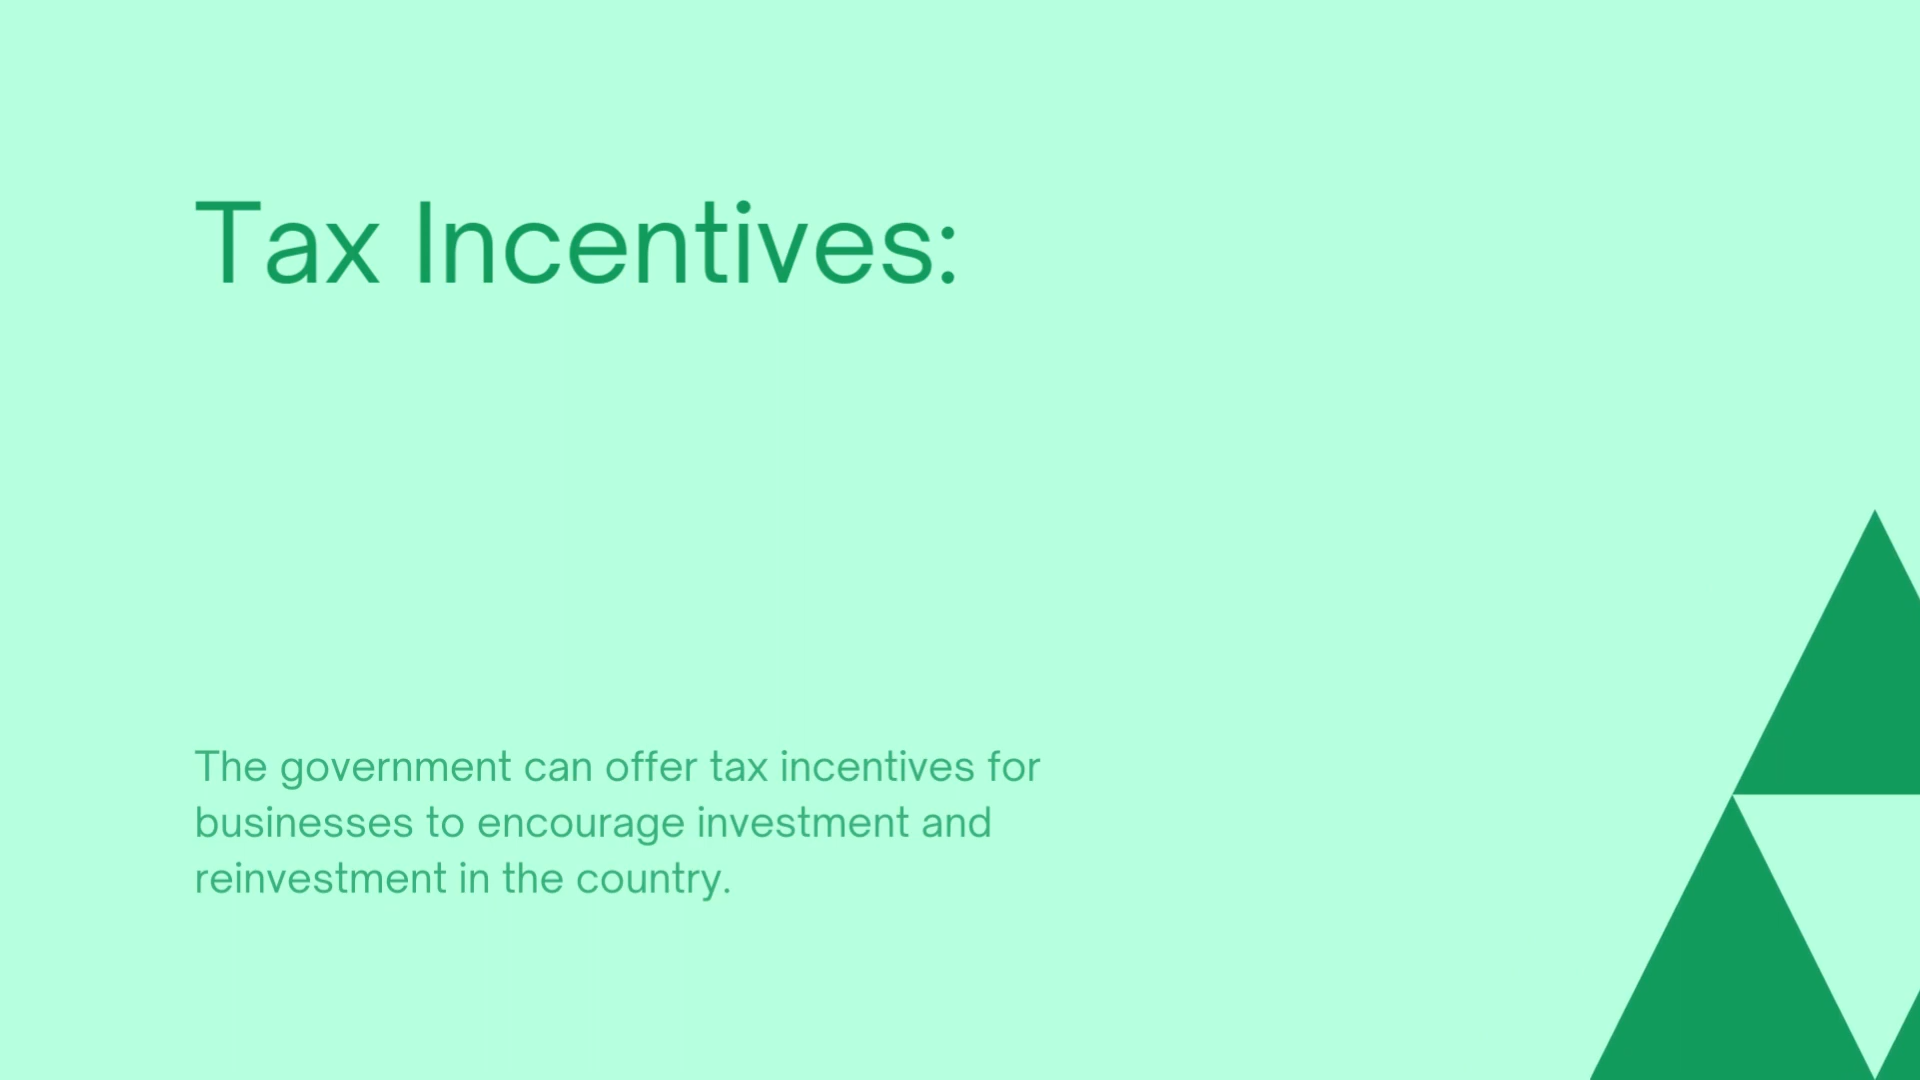 Tax Incentives:
The government can offer tax incentives for
businesses to encourage investment and
reinvestment in the country.